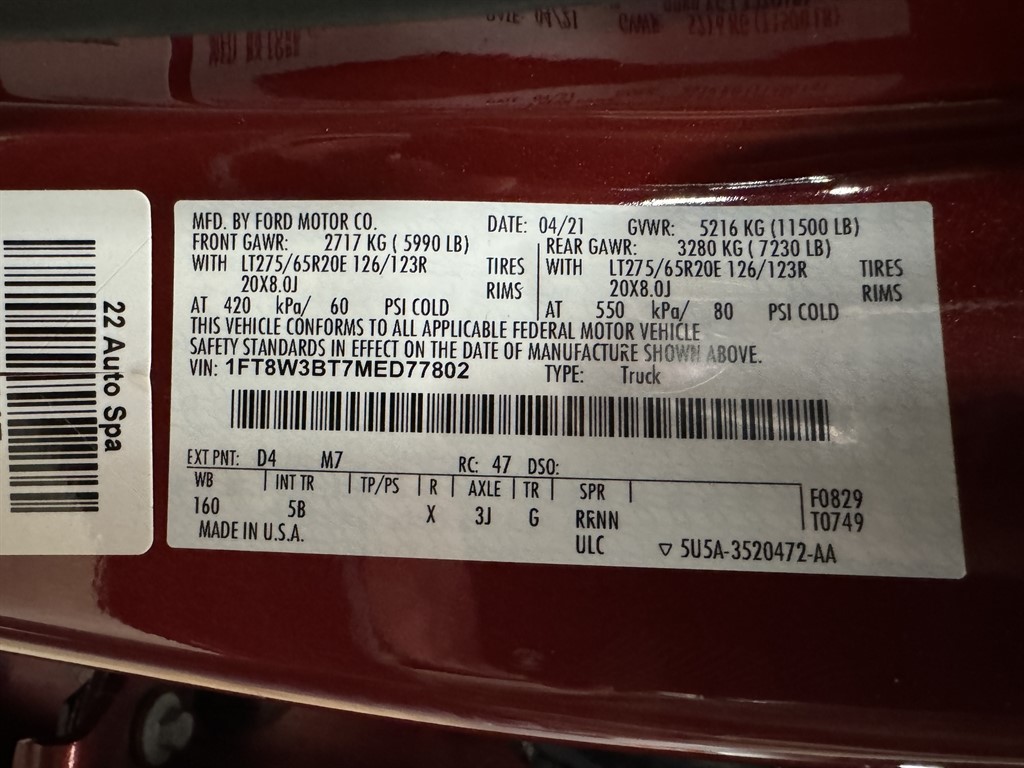 22 Auto Spa
MFD. BY FORD MOTOR CO. DATE: 04/21 GVWR: 5216 KG (11500 LB)
FRONT GAWR: 2717 KG ( 5990 LB) REAR GAWR: 3280 KG ( 7230 LB)
WITH LT275/65R20E 126/123R TIRES WITH LT275/65R20E 126/123R TIRES
20X8.0J RIMS 20X8.0J RIMS
AT 420 kPa/ 60 PSI COLD AT 550 kPa/ 80 PSI COLD
THIS VEHICLE CONFORMS TO ALL APPLICABLE FEDERAL MOTOR VEHICLE
SAFETY STANDARDS IN EFFECT ON THE DATE OF MANUFACTURE SHOWN ABOVE.
VIN: 1FT8W3BT7MED77802 TYPE: Truck
EXT PNT: D4 M7 RC: 47 DSO:
WB INT TR TP/PS R AXLE TR SPR F0829
160 5B X 3J G RRNN T0749
MADE IN U.S.A. ULC 5U5A-3520472-AA